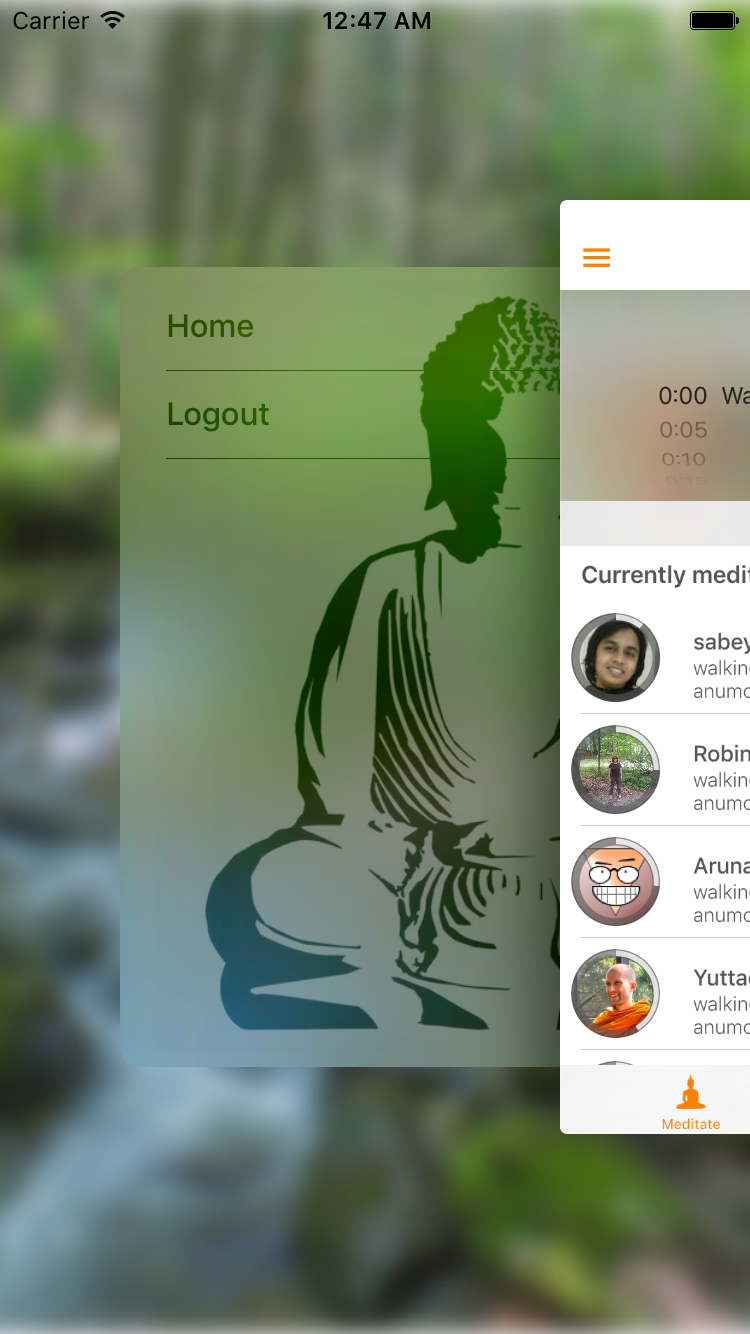 Carrier 12:47 AM
Home
Logout
0:00 Wa
0:05
0:10
Currently medit
sabey
walkin
anumo
Robin
walkin
anumo
Aruna
walkin
anumo
Yutta
walkin
anumo
Meditate